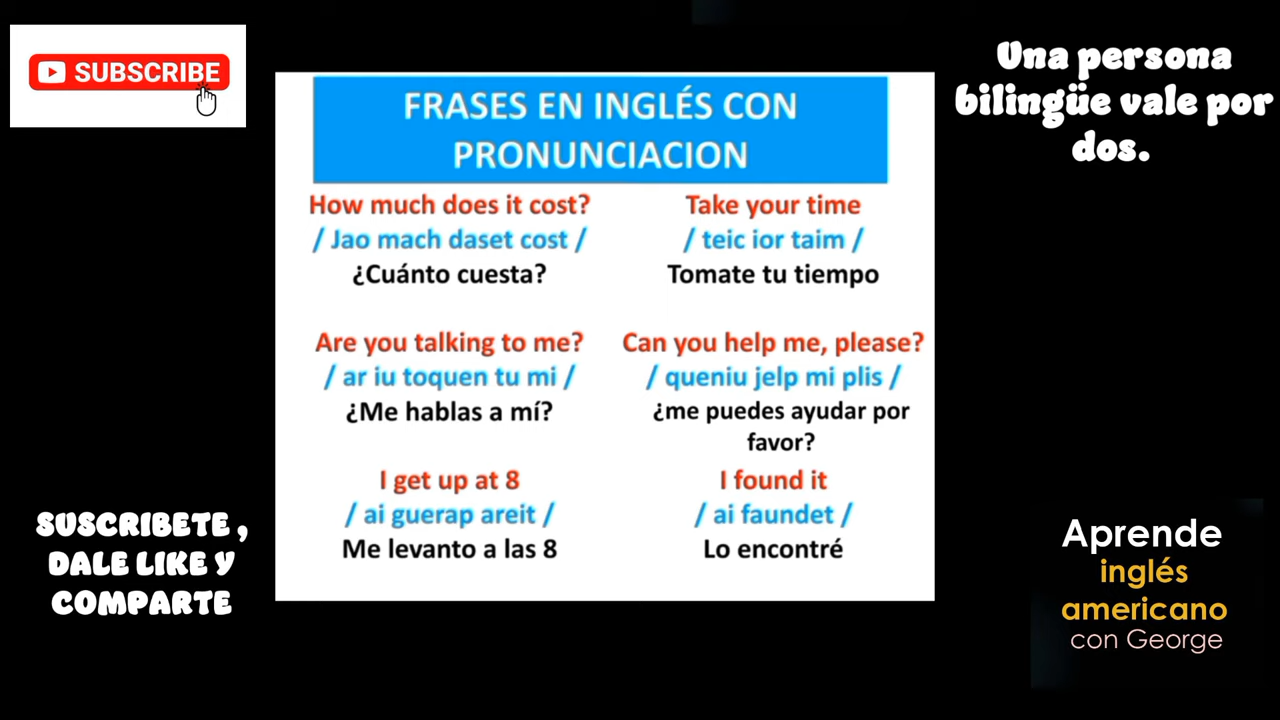 SUBSCRIBE
Una persona
bilingüe vale por
dos.
FRASES EN INGLÉS CON
PRONUNCIACION
How much does it cost?
/ Jao mach daset cost /
¿Cuánto cuesta?
Take your time
/ teic ior taim /
Tomate tu tiempo
Are you talking to me?
/ ar iu toquen tu mi /
¿Me hablas a mí?
Can you help me, please?
/ queniu jelp mi plis /
¿me puedes ayudar por
favor?
I get up at 8
/ ai guerap areit /
Me levanto a las 8
I found it
/ ai faundet /
Lo encontré
SUSCRIBETE ,
DALE LIKE Y
COMPARTE
Aprende
inglés
americano
con George